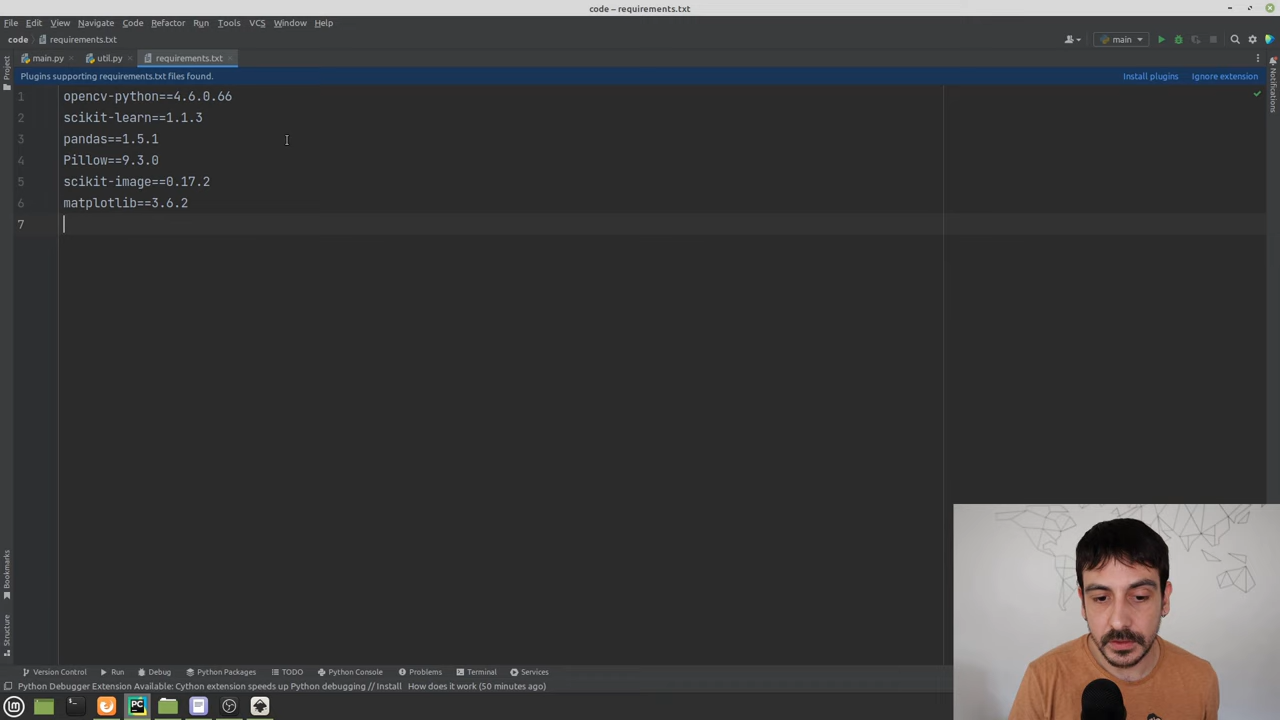 code – requirements.txt
File Edit View Navigate Code Refactor Run Tools VCS Window Help
code requirements.txt main
main.py util.py requirements.txt
Plugins supporting requirements.txt files found. Install plugins Ignore extension
1 opencv-python==4.6.0.66
2 scikit-learn==1.1.3
3 pandas==1.5.1
4 Pillow==9.3.0
5 scikit-image==0.17.2
6 matplotlib==3.6.2
7
Project
Notifications
Bookmarks
Structure
Version Control Run Debug Python Packages TODO Python Console Problems Terminal Services
Python Debugger Extension Available: Cython extension speeds up Python debugging // Install How does it work (50 minutes ago)
PC